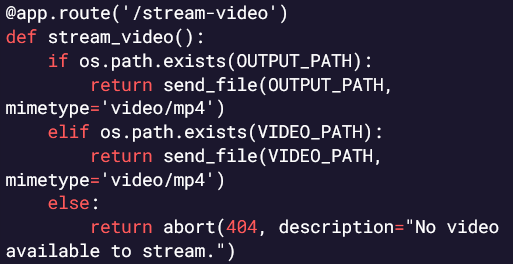 @app.route('/stream-video')
def stream_video():
    if os.path.exists(OUTPUT_PATH):
        return send_file(OUTPUT_PATH,
mimetype='video/mp4')
    elif os.path.exists(VIDEO_PATH):
        return send_file(VIDEO_PATH,
mimetype='video/mp4')
    else:
        return abort(404, description="No video
available to stream.")